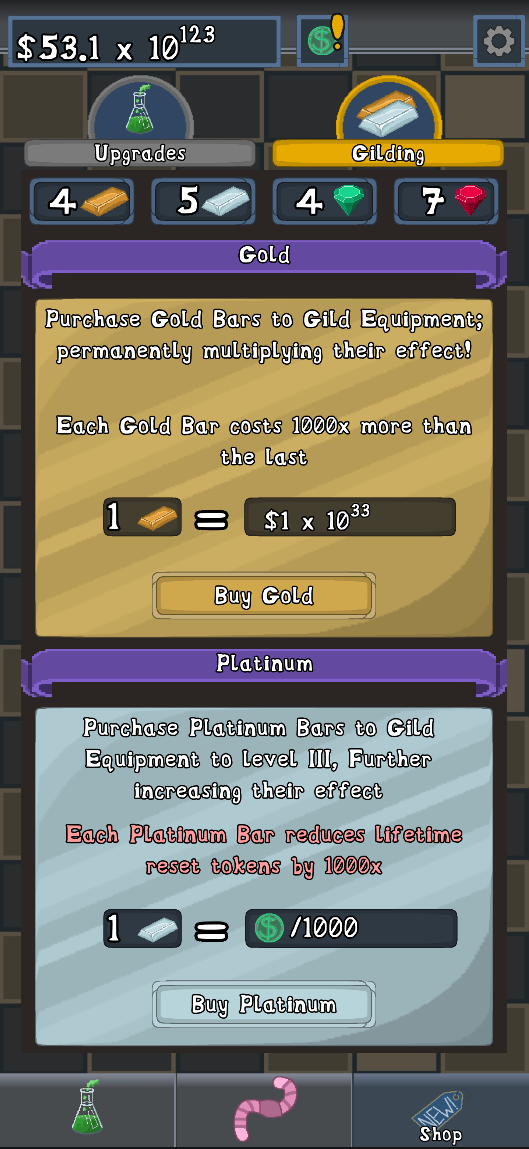 $53.1 x 10¹²³
Upgrades
Gilding
4
5
4
7
Gold
Purchase Gold Bars to Gild Equipment;
permanently multiplying their effect!
Each Gold Bar costs 1000x more than
the last
1 = $1 x 10³³
Buy Gold
Platinum
Purchase Platinum Bars to Gild
Equipment to level III, Further
increasing their effect
Each Platinum Bar reduces lifetime
reset tokens by 1000x
1 = $ /1000
Buy Platinum
NEW!
Shop